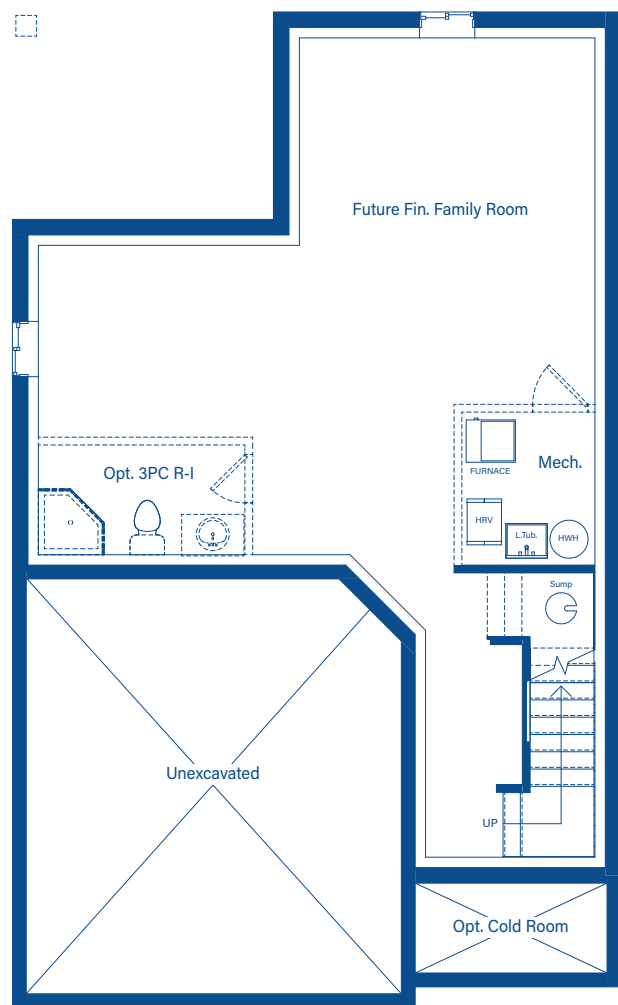 Future Fin. Family Room
Opt. 3PC R-I
Mech.
FURNACE
HRV
L.Tub.
HWH
Sump
Unexcavated
UP
Opt. Cold Room